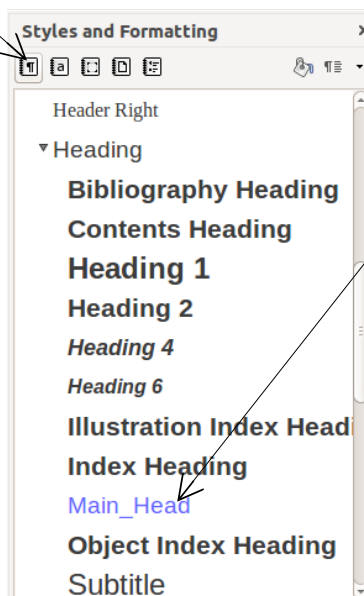 Styles and Formatting
Header Right
Heading
Bibliography Heading
Contents Heading
Heading 1
Heading 2
Heading 4
Heading 6
Illustration Index Headi
Index Heading
Main_Head
Object Index Heading
Subtitle